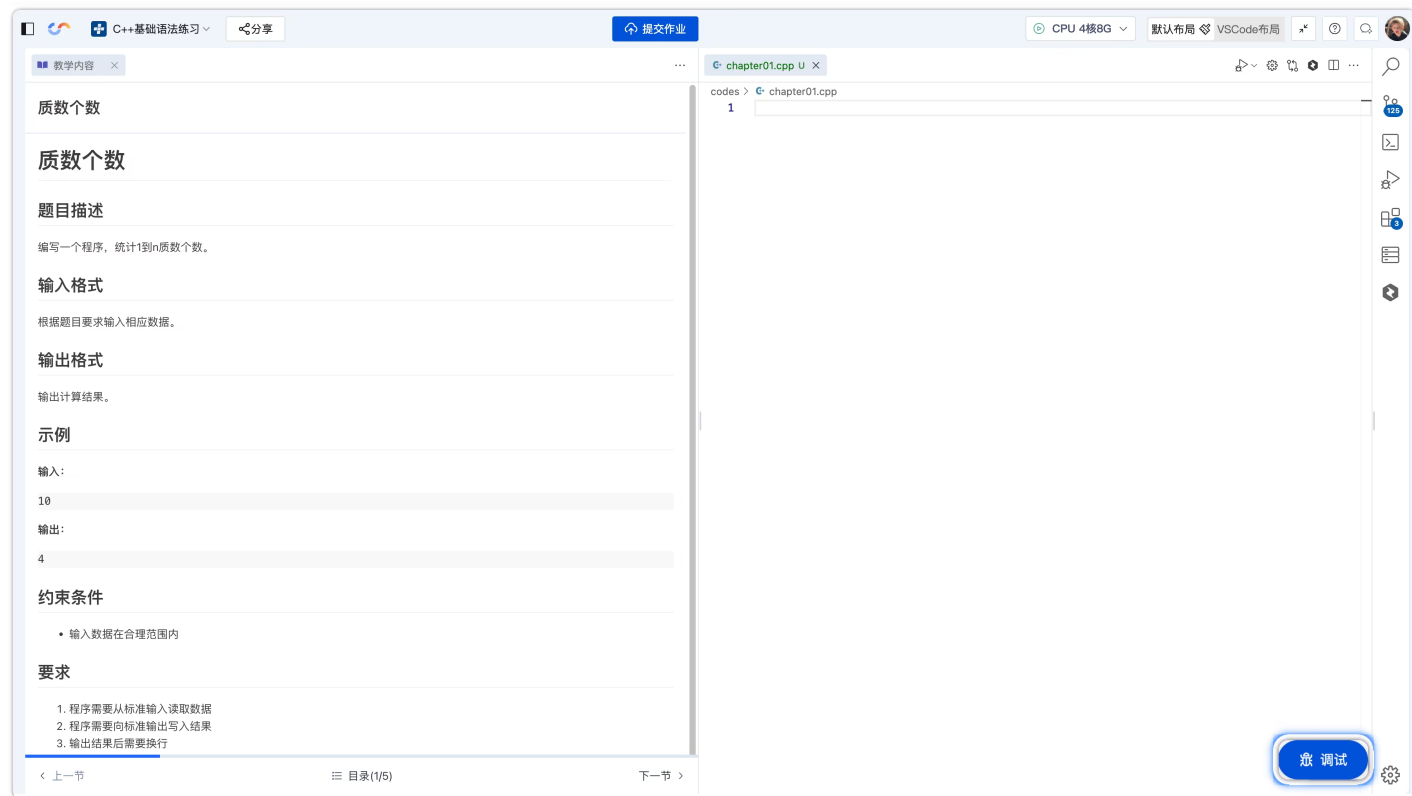 C++基础语法练习
分享
提交作业
CPU 4核8G
默认布局
VSCode布局
教学内容
chapter01.cpp U
codes
chapter01.cpp
1
125
3
质数个数
质数个数
题目描述
编写一个程序，统计1到n质数个数。
输入格式
根据题目要求输入相应数据。
输出格式
输出计算结果。
示例
输入：
10
输出：
4
约束条件
• 输入数据在合理范围内
要求
1. 程序需要从标准输入读取数据
2. 程序需要向标准输出写入结果
3. 输出结果后需要换行
上一节
目录(1/5)
下一节
调试